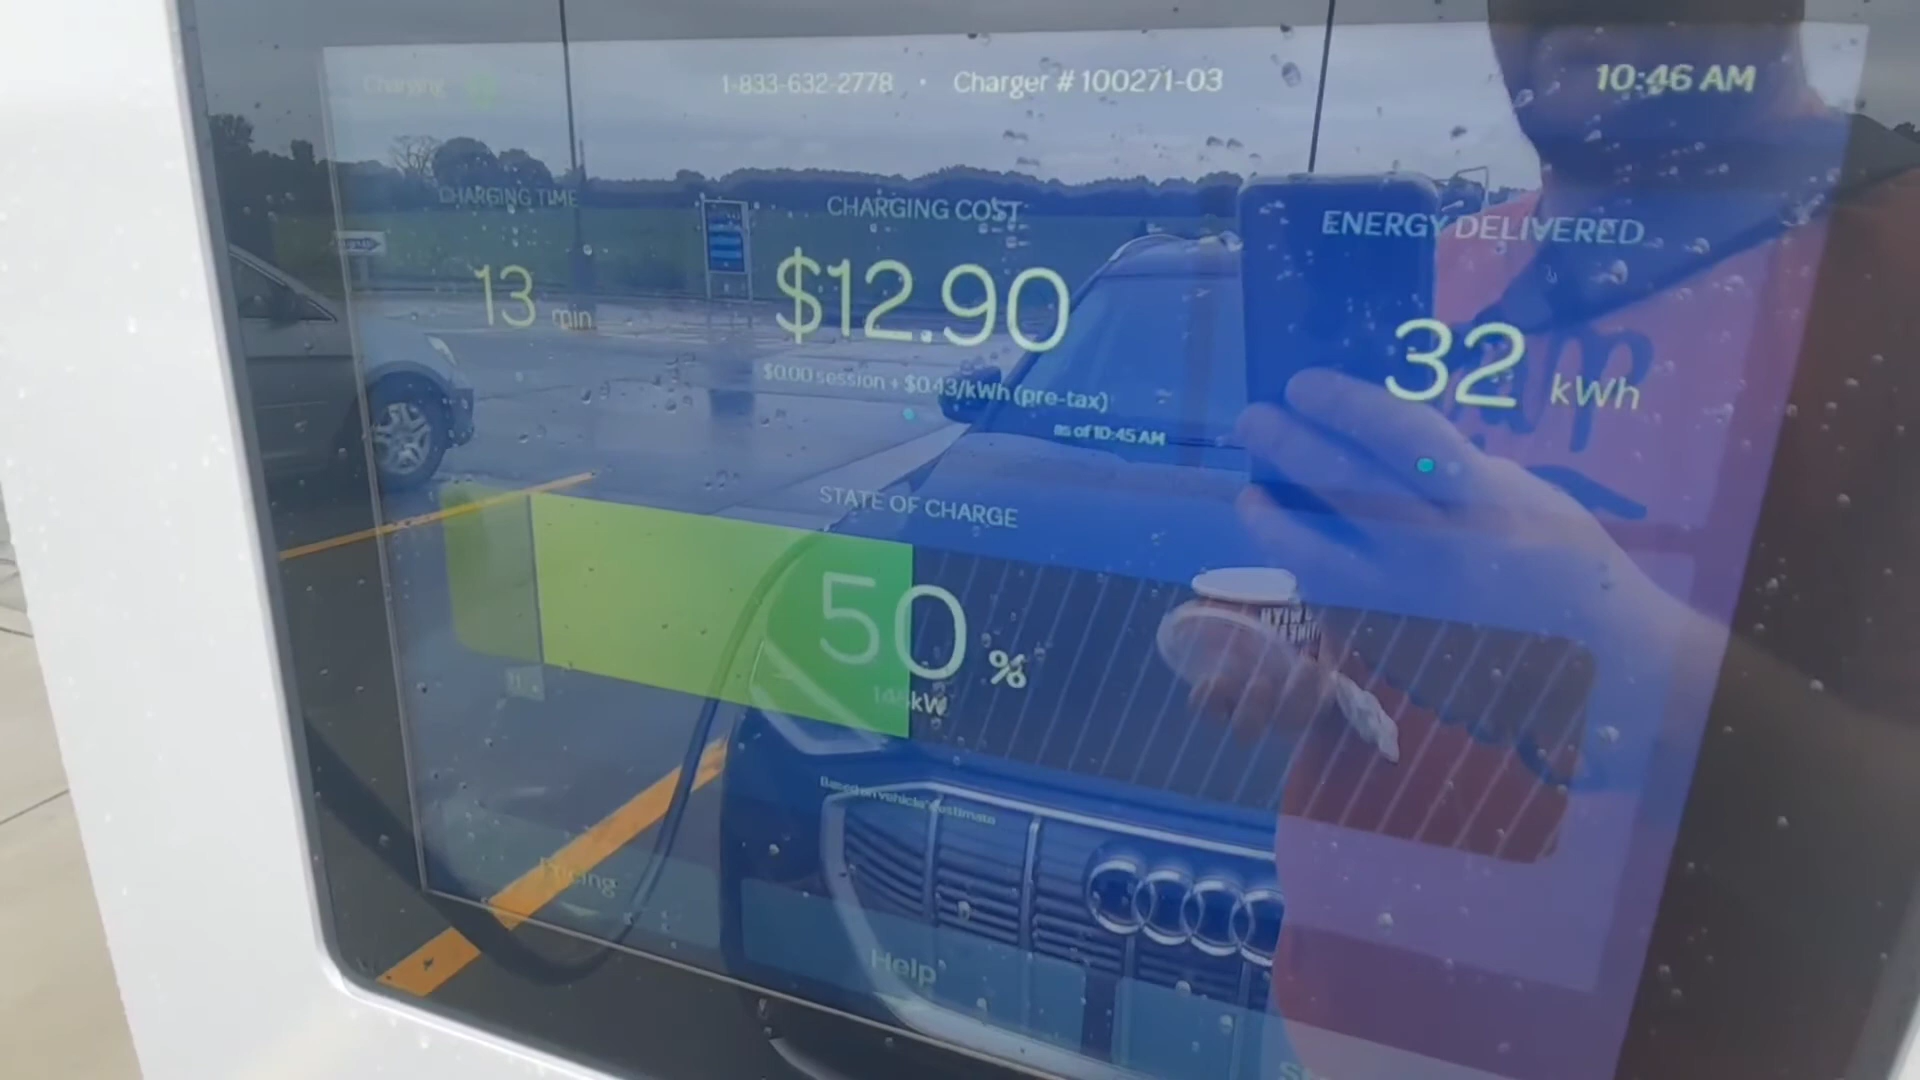 Charging
1-833-632-2778 • Charger # 100271-03
10:46 AM
CHARGING TIME
13 min
CHARGING COST
$12.90
$0.00 session + $0.43/kWh (pre-tax)
as of 10:45 AM
ENERGY DELIVERED
32 kWh
STATE OF CHARGE
50 %
kW
Based on vehicle's estimate
Pricing
Help